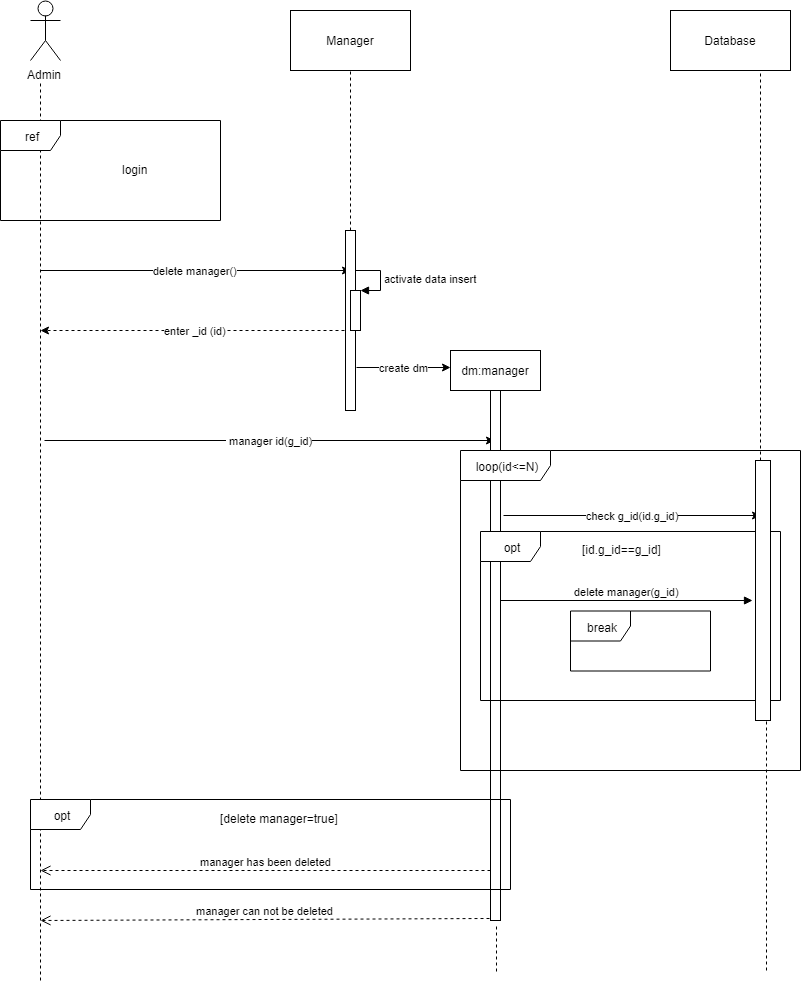 Manager
Database
Admin
ref
login
delete manager()
activate data insert
enter _id (id)
create dm
dm:manager
manager id(g_id)
loop(id<=N)
check g_id(id.g_id)
opt
[id.g_id==g_id]
delete manager(g_id)
break
opt
[delete manager=true]
manager has been deleted
manager can not be deleted